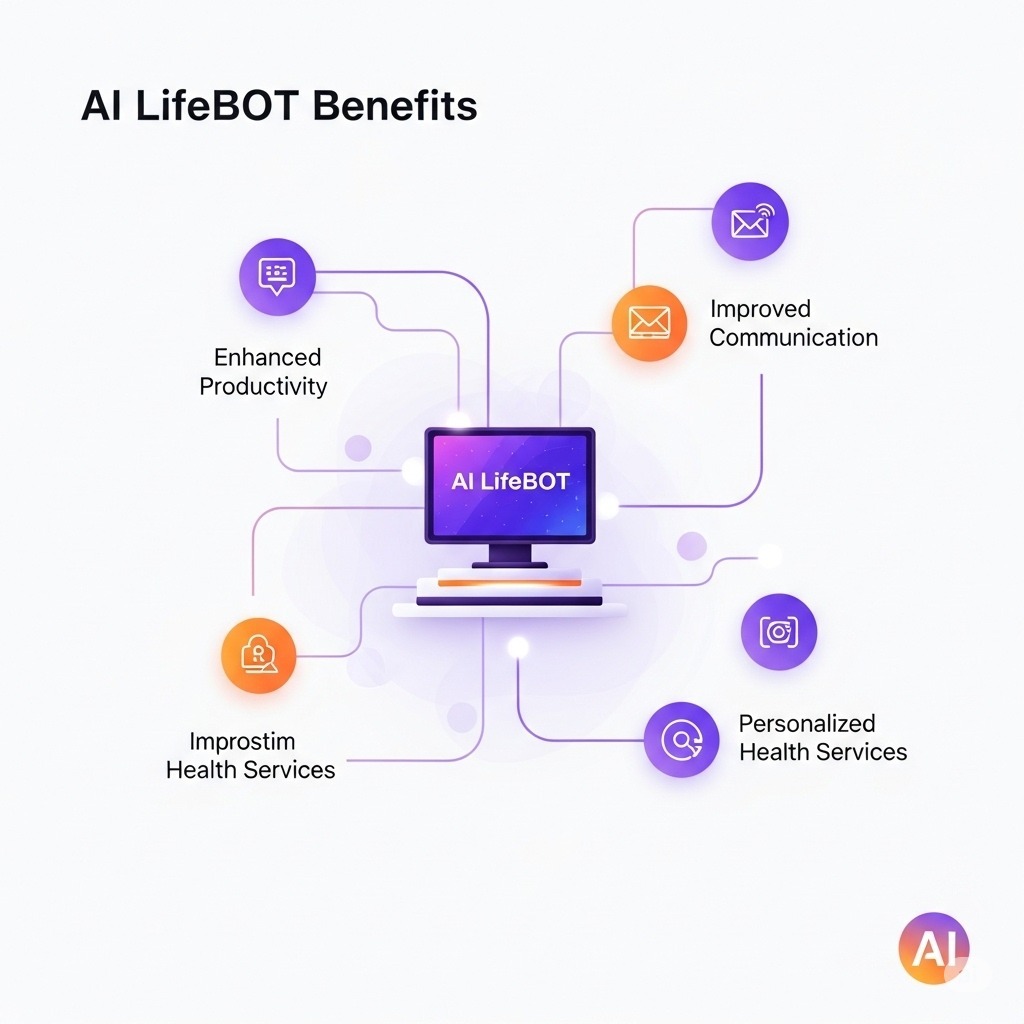 AI LifeBOT Benefits
Enhanced
Productivity
Improved
Communication
AI LifeBOT
Improstim
Health Services
Personalized
Health Services
AI